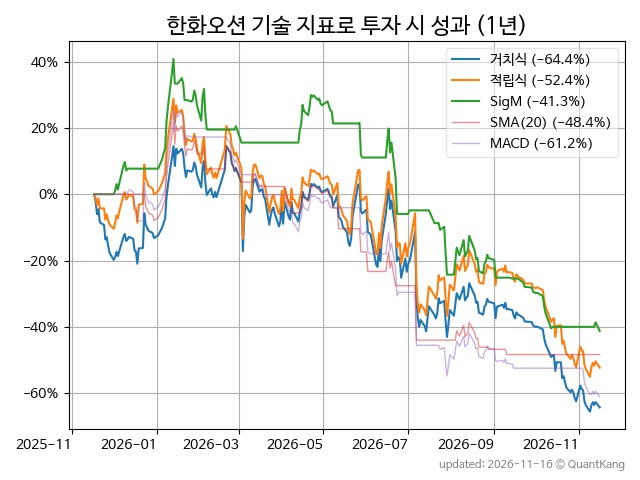 한화오션 기술 지표로 투자 시 성과 (1년)
거치식 (−64.4%)
적립식 (−52.4%)
SigM (−41.3%)
SMA(20) (−48.4%)
MACD (−61.2%)
40%
20%
0%
−20%
−40%
−60%
2025-11 2026-01 2026-03 2026-05 2026-07 2026-09 2026-11
updated: 2026-11-16 © QuantKang